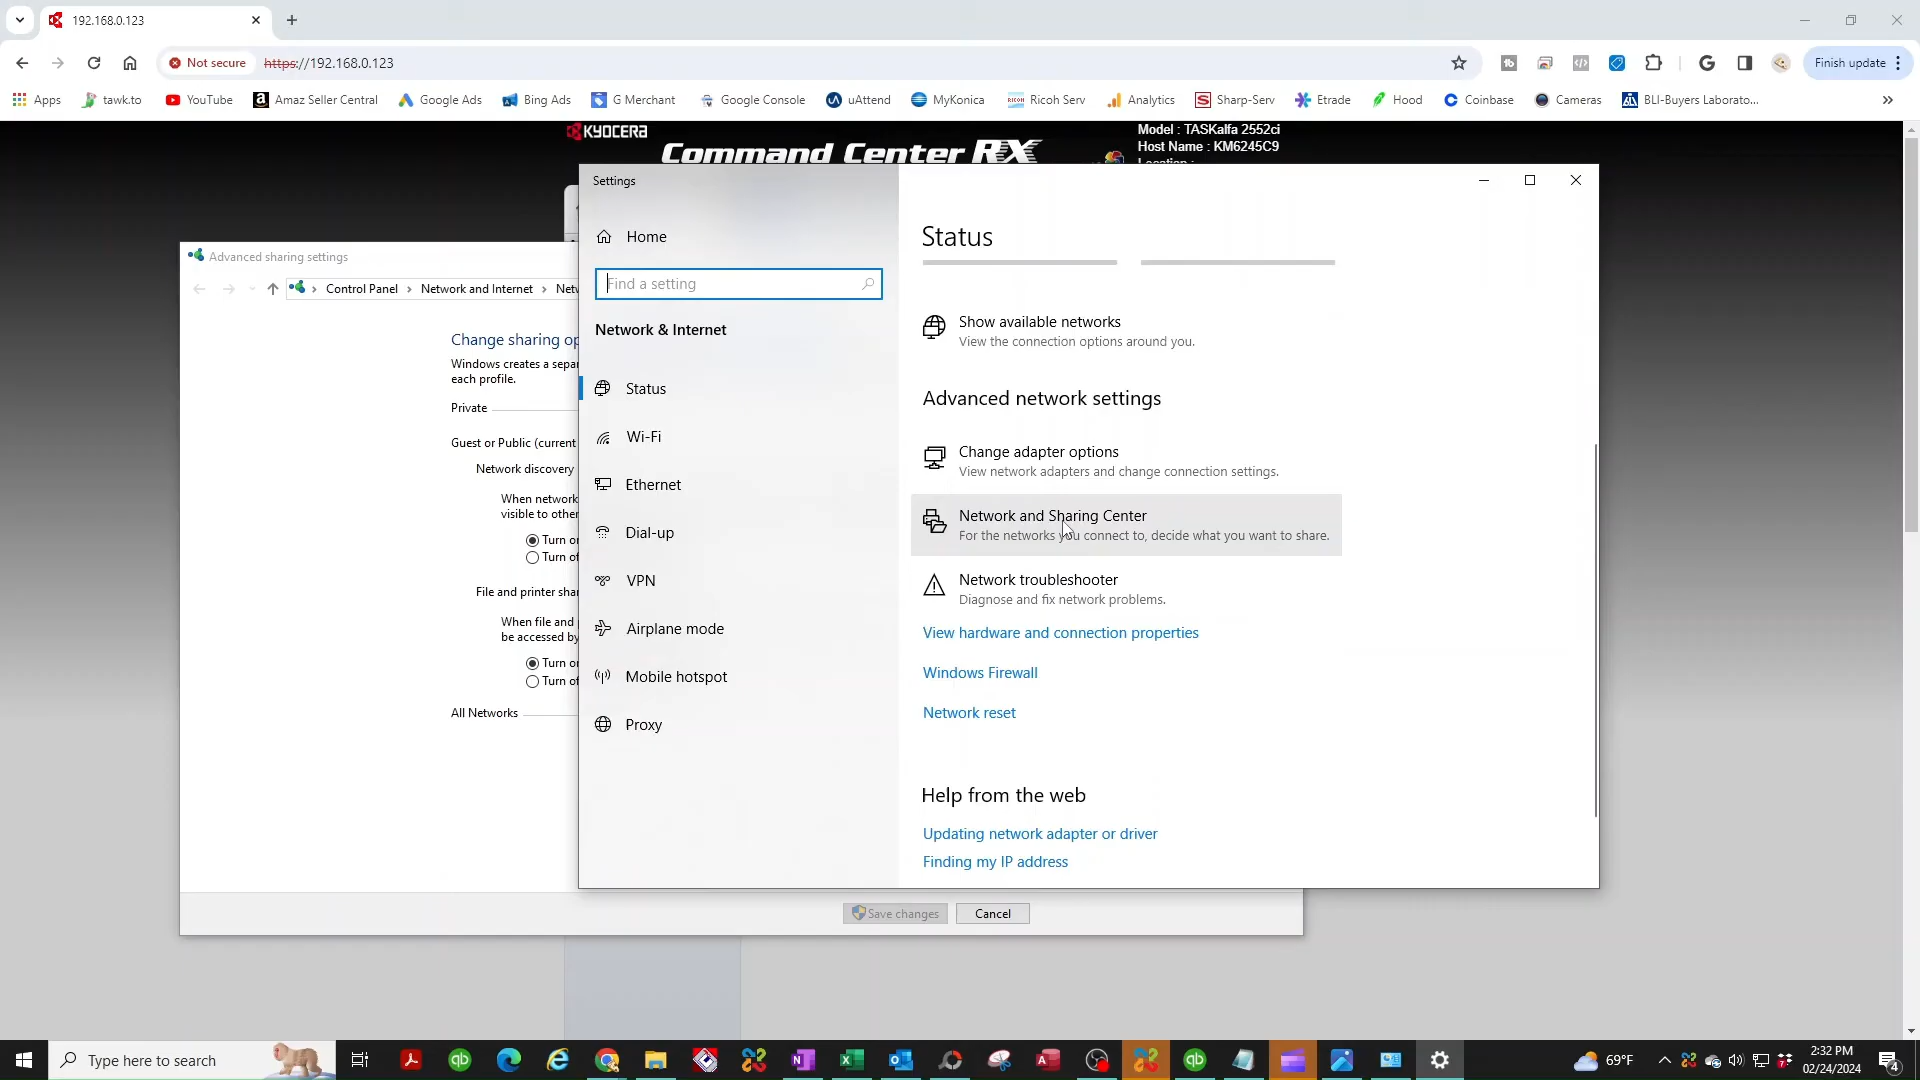 192.168.0.123
Not secure
https://192.168.0.123
Finish update
Apps
tawk.to
YouTube
Amaz Seller Central
Google Ads
Bing Ads
G Merchant
Google Console
uAttend
MyKonica
Ricoh Serv
Analytics
Sharp-Serv
Etrade
Hood
Coinbase
Cameras
BLI-Buyers Laborato...
KYOCERA
Command Center RX
Model : TASKalfa 2552ci
Host Name : KM6245C9
Advanced sharing settings
Control Panel > Network and Internet >
Change sharing
Windows creates a
each profile.
Private
Guest or Public (current
Network discovery
When
visible to other
Turn
Turn
File and printer
When file and
be accessed by
Turn
Turn
All Networks
Save changes
Cancel
Settings
Home
Find a setting
Network & Internet
Status
Wi-Fi
Ethernet
Dial-up
VPN
Airplane mode
Mobile hotspot
Proxy
Status
Show available networks
View the connection options around you.
Advanced network settings
Change adapter options
View network adapters and change connection settings.
Network and Sharing Center
For the networks you connect to, decide what you want to share.
Network troubleshooter
Diagnose and fix network problems.
View hardware and connection properties
Windows Firewall
Network reset
Help from the web
Updating network adapter or driver
Finding my IP address
Type here to search
69°F
2:32 PM
02/24/2024
4